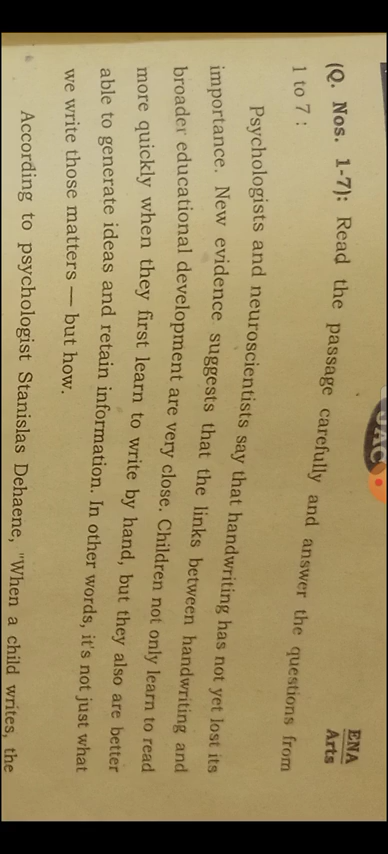 ENA
Arts
(Q. Nos. 1-7): Read the passage carefully and answer the questions from
1 to 7 :
Psychologists and neuroscientists say that handwriting has not yet lost its
importance. New evidence suggests that the links between handwriting and
broader educational development are very close. Children not only learn to read
more quickly when they first learn to write by hand, but they also are better
able to generate ideas and retain information. In other words, it's not just what
we write those matters — but how.
According to psychologist Stanislas Dehaene, "When a child writes, the